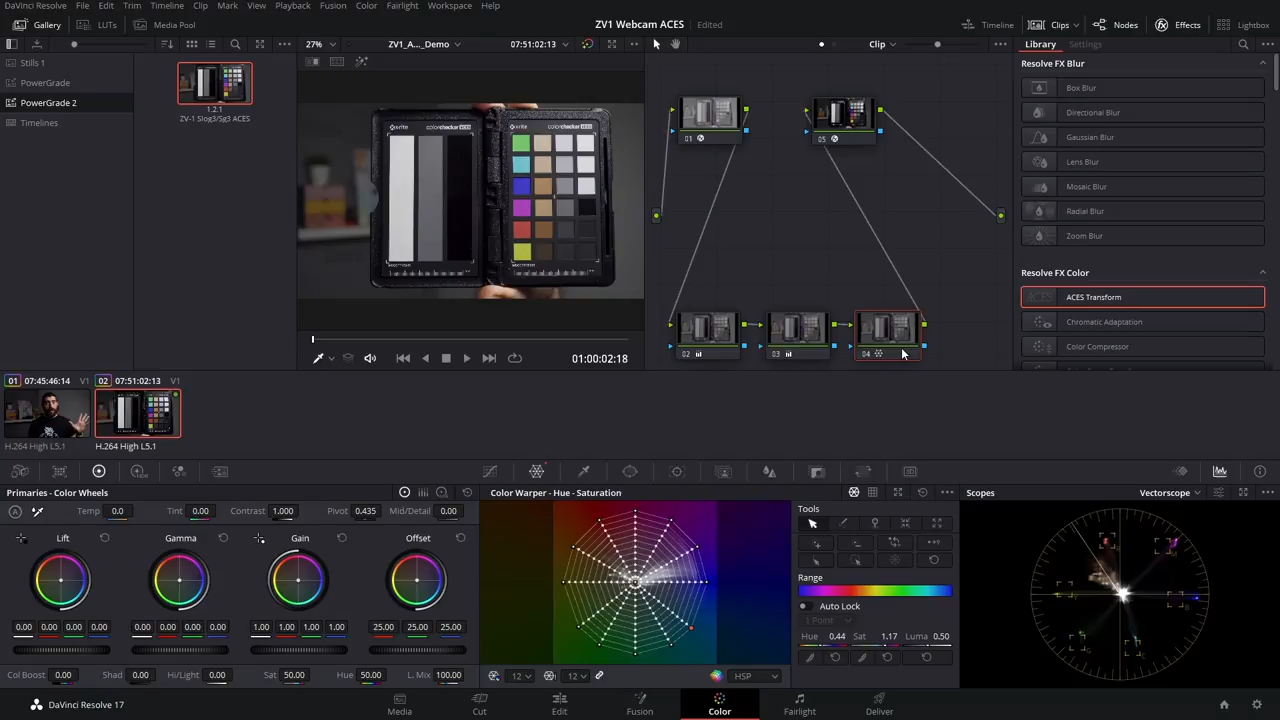 DaVinci Resolve File Edit Trim Timeline Clip Mark View Playback Fusion Color Fairlight Workspace Help
Gallery LUTs Media Pool ZV1 Webcam ACES Edited Timeline Clips Nodes Effects Lightbox
27% ZV1_A..._Demo 07:51:02:13 Clip Library Settings
Stills 1
PowerGrade
PowerGrade 2
Timelines
1.2.1
ZV-1 Slog3/Sg3 ACES
x-rite colorchecker
x-rite colorchecker
01
05
02
03
04
Resolve FX Blur
Box Blur
Directional Blur
Gaussian Blur
Lens Blur
Mosaic Blur
Radial Blur
Zoom Blur
Resolve FX Color
ACES Transform
Chromatic Adaptation
Color Compressor
01:00:02:18
01 07:45:46:14 V1 02 07:51:02:13 V1
H.264 High L5.1 H.264 High L5.1
Primaries - Color Wheels Color Warper - Hue - Saturation Scopes Vectorscope
Temp 0.0 Tint 0.00 Contrast 1.000 Pivot 0.435 Mid/Detail 0.00
Lift Gamma Gain Offset
0.00 0.00 0.00 0.00 0.00 0.00 0.00 0.00 1.00 1.00 1.00 1.00 25.00 25.00 25.00
Col Boost 0.00 Shad 0.00 Hi/Light 0.00 Sat 50.00 Hue 50.00 L. Mix 100.00
12 12 HSP
Tools
Range
Auto Lock
1 Point
Hue 0.44 Sat 1.17 Luma 0.50
DaVinci Resolve 17 Media Cut Edit Fusion Color Fairlight Deliver